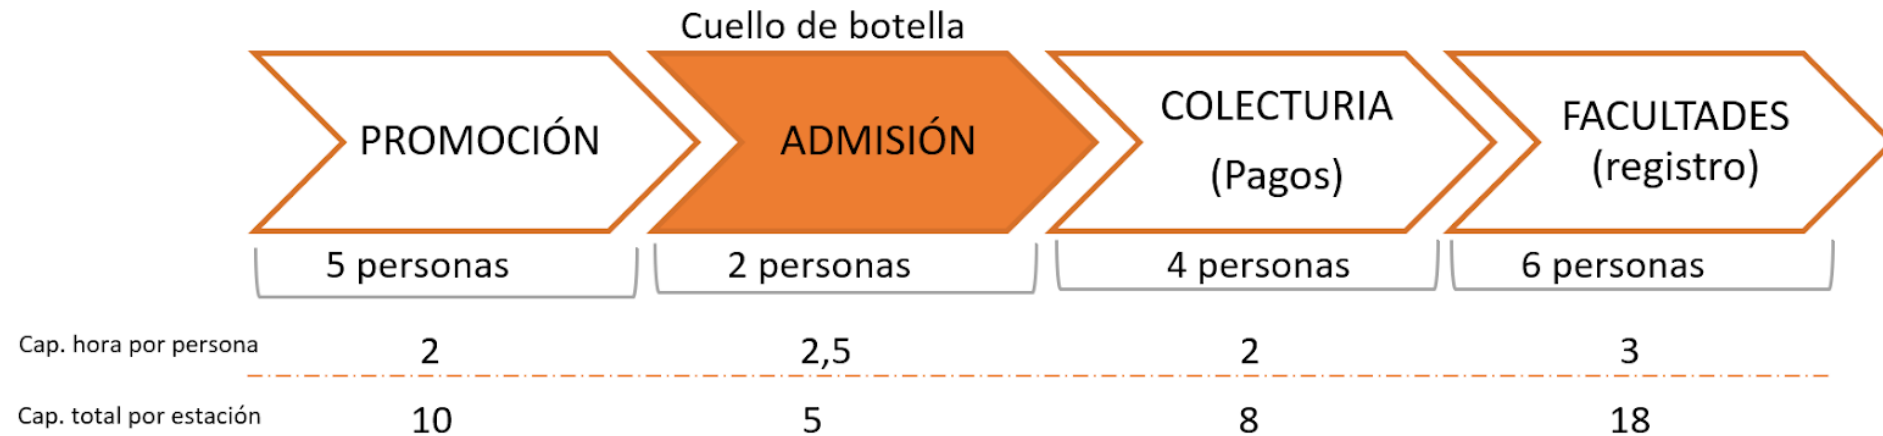 Cuello de botella
PROMOCIÓN
ADMISIÓN
COLECTURIA
(Pagos)
FACULTADES
(registro)
5 personas
2 personas
4 personas
6 personas
Cap. hora por persona 2 2,5 2 3
Cap. total por estación 10 5 8 18